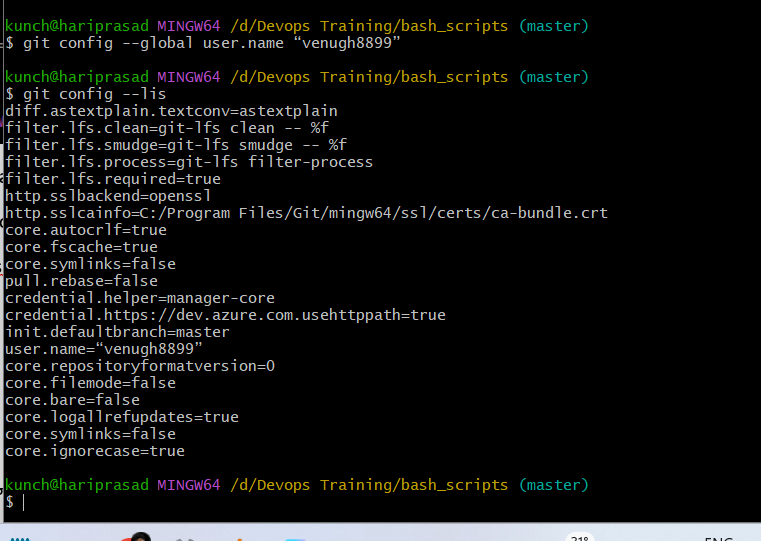 kunch@hariprasad MINGW64 /d/Devops Training/bash_scripts (master)
$ git config --global user.name “venugh8899”
kunch@hariprasad MINGW64 /d/Devops Training/bash_scripts (master)
$ git config --lis
diff.astextplain.textconv=astextplain
filter.lfs.clean=git-lfs clean -- %f
filter.lfs.smudge=git-lfs smudge -- %f
filter.lfs.process=git-lfs filter-process
filter.lfs.required=true
http.sslbackend=openssl
http.sslcainfo=C:/Program Files/Git/mingw64/ssl/certs/ca-bundle.crt
core.autocrlf=true
core.fscache=true
core.symlinks=false
pull.rebase=false
credential.helper=manager-core
credential.https://dev.azure.com.usehttppath=true
init.defaultbranch=master
user.name=“venugh8899”
core.repositoryformatversion=0
core.filemode=false
core.bare=false
core.logallrefupdates=true
core.symlinks=false
core.ignorecase=true
kunch@hariprasad MINGW64 /d/Devops Training/bash_scripts (master)
$